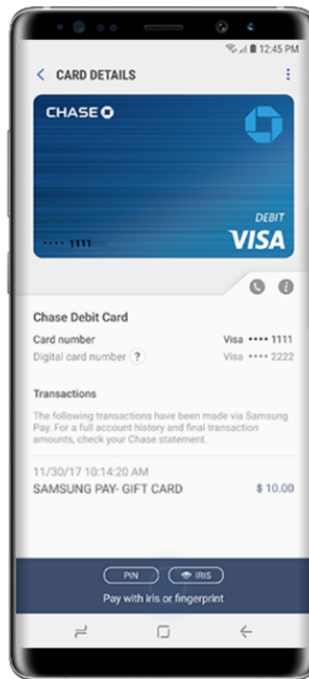 12:45 PM
CARD DETAILS
CHASE
DEBIT
•••• 1111
VISA
Chase Debit Card
Card number Visa •••• 1111
Digital card number ? Visa •••• 2222
Transactions
The following transactions have been made via Samsung
Pay. For a full account history and final transaction
amounts, check your Chase statement.
11/30/17 10:14:20 AM
SAMSUNG PAY- GIFT CARD $ 10.00
PIN IRIS
Pay with iris or fingerprint